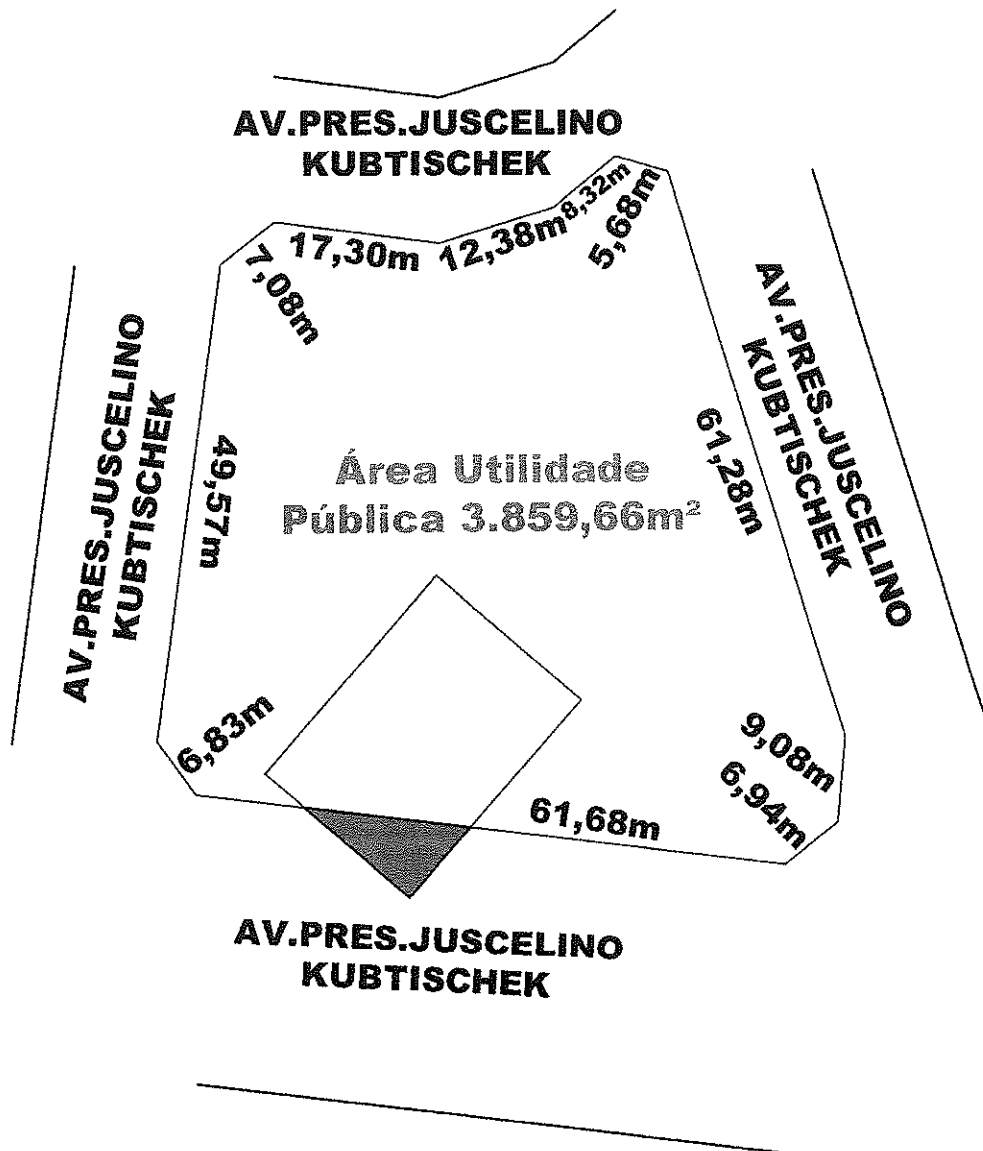 AV.PRES.JUSCELINO
KUBTISCHEK
17,30m
12,38m
8,32m
5,68m
7,08m
AV.PRES.JUSCELINO
KUBTISCHEK
49,57m
Área Utilidade
Pública 3.859,66m²
61,28m
AV.PRES.JUSCELINO
KUBTISCHEK
6,83m
9,08m
6,94m
61,68m
AV.PRES.JUSCELINO
KUBTISCHEK